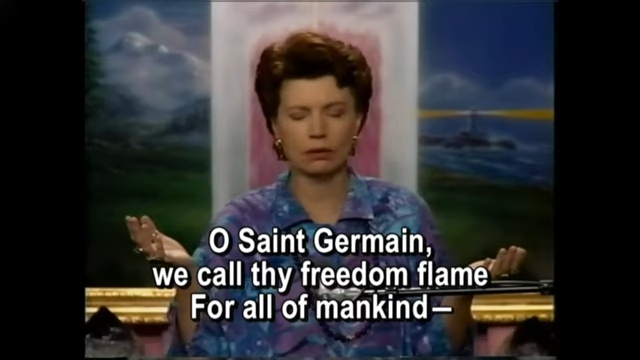 O Saint Germain,
we call thy freedom flame
For all of mankind—